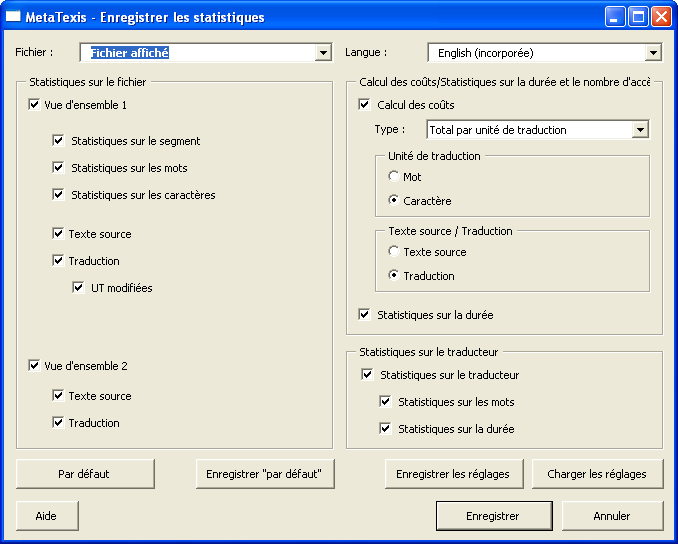 MetaTexis - Enregistrer les statistiques
Fichier : Fichier affiché Langue : English (incorporée)
Statistiques sur le fichier
Vue d'ensemble 1
Statistiques sur le segment
Statistiques sur les mots
Statistiques sur les caractères
Texte source
Traduction
UT modifiées
Vue d'ensemble 2
Texte source
Traduction
Calcul des coûts/Statistiques sur la durée et le nombre d'accè
Calcul des coûts
Type : Total par unité de traduction
Unité de traduction
Mot
Caractère
Texte source / Traduction
Texte source
Traduction
Statistiques sur la durée
Statistiques sur le traducteur
Statistiques sur le traducteur
Statistiques sur les mots
Statistiques sur la durée
Par défaut Enregistrer "par défaut" Enregistrer les réglages Charger les réglages
Aide Enregistrer Annuler